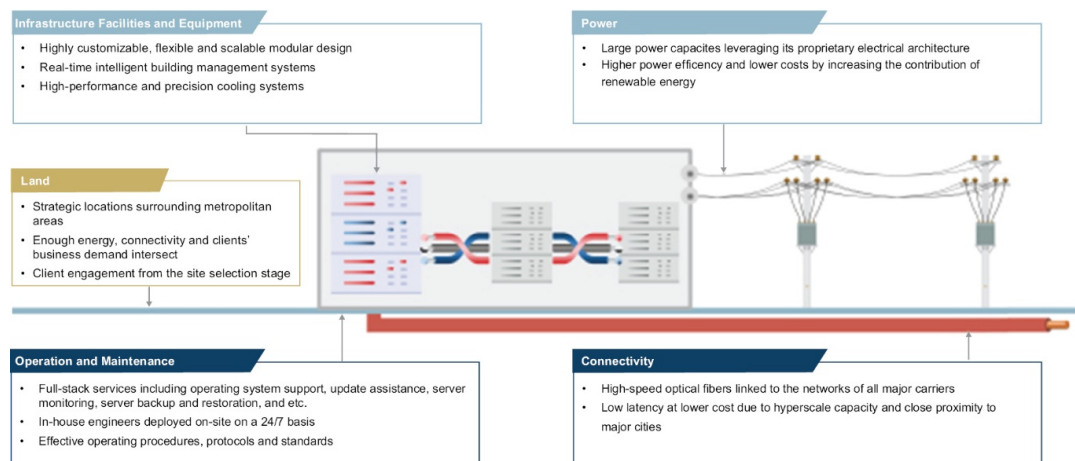 Infrastructure Facilities and Equipment
• Highly customizable, flexible and scalable modular design
• Real-time intelligent building management systems
• High-performance and precision cooling systems
Power
• Large power capacites leveraging its proprietary electrical architecture
• Higher power efficency and lower costs by increasing the contribution of
renewable energy
Land
• Strategic locations surrounding metropolitan
areas
• Enough energy, connectivity and clients'
business demand intersect
• Client engagement from the site selection stage
Operation and Maintenance
• Full-stack services including operating system support, update assistance, server
monitoring, server backup and restoration, and etc.
• In-house engineers deployed on-site on a 24/7 basis
• Effective operating procedures, protocols and standards
Connectivity
• High-speed optical fibers linked to the networks of all major carriers
• Low latency at lower cost due to hyperscale capacity and close proximity to
major cities